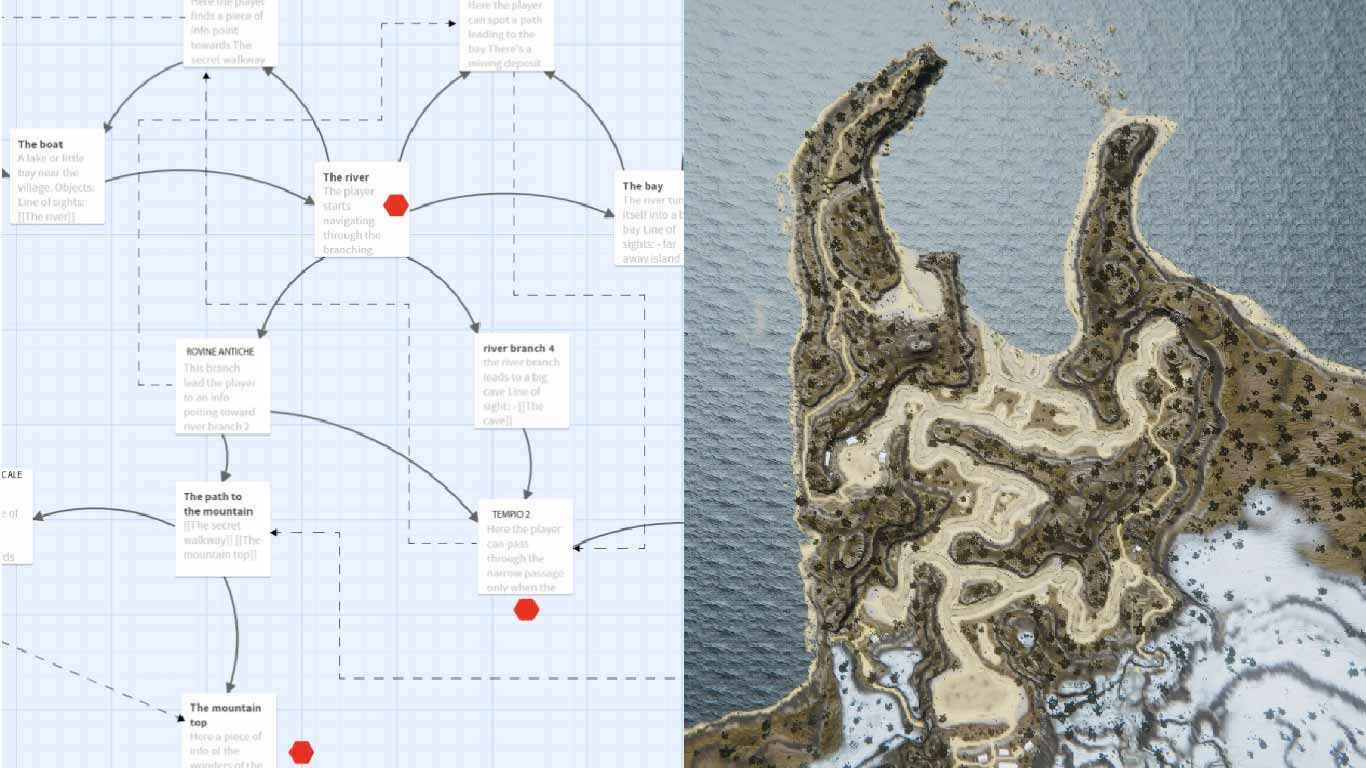 Here the player
finds a piece of
info point
towards The
secret walkway
Here the player
can spot a path
leading to the
bay There's a
mining deposit
The boat
A lake or little
bay near the
village. Objects:
Line of sights:
[[The river]]
The river
The player
starts
navigating
through the
branching
The bay
The river tur
itself into a b
bay Line of
sights: - far
away island
ROVINE ANTICHE
This branch
lead the player
to an info
poiting toward
river branch 2
river branch 4
the river branch
leads to a big
cave Line of
sight: - [[The
cave]]
CALE
e of
rds
The path to
the mountain
[[The secret
walkway]] [[The
mountain top]]
TEMPIO 2
Here the player
can pass
through the
narrow passage
only when the
The mountain
top
Here a piece of
info of the
wonders of the